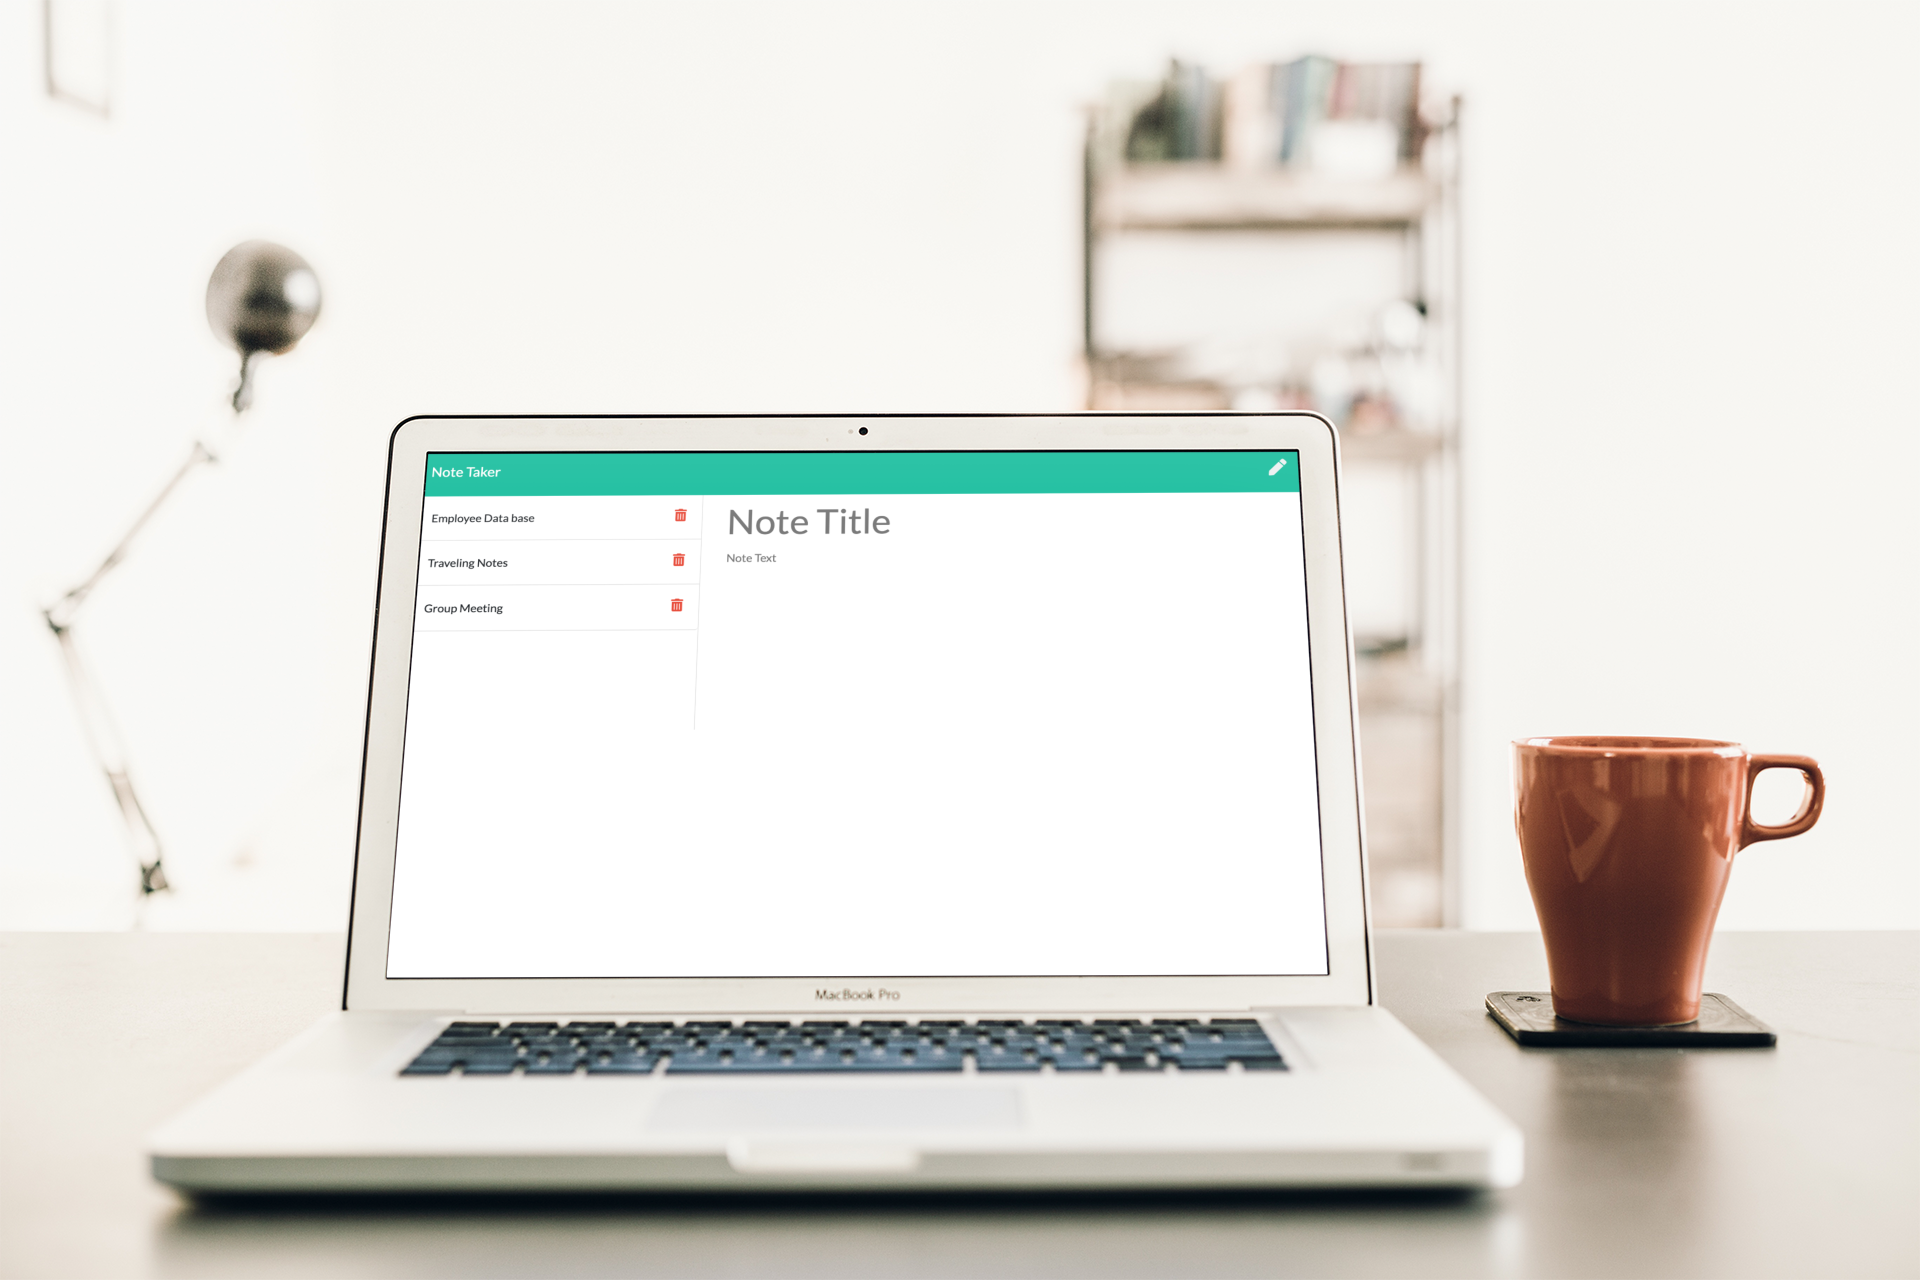 Note Taker
Employee Data base
Traveling Notes
Group Meeting
Note Title
Note Text
MacBook Pro